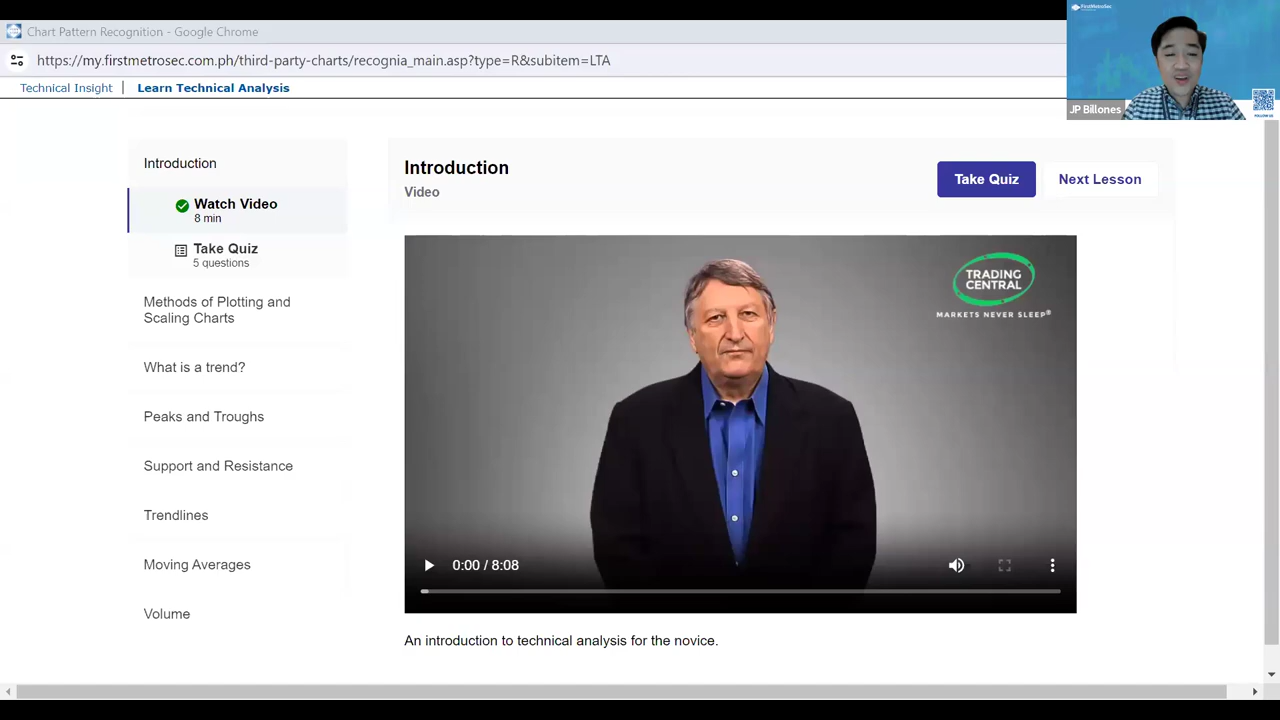 Chart Pattern Recognition - Google Chrome
FirstMetroSec
https://my.firstmetrosec.com.ph/third-party-charts/recognia_main.asp?type=R&subitem=LTA
Technical Insight
Learn Technical Analysis
JP Billones
FOLLOW US
Introduction
Watch Video
8 min
Take Quiz
5 questions
Methods of Plotting and
Scaling Charts
What is a trend?
Peaks and Troughs
Support and Resistance
Trendlines
Moving Averages
Volume
Introduction
Video
Take Quiz
Next Lesson
TRADING
CENTRAL
MARKETS NEVER SLEEP®
0:00 / 8:08
An introduction to technical analysis for the novice.